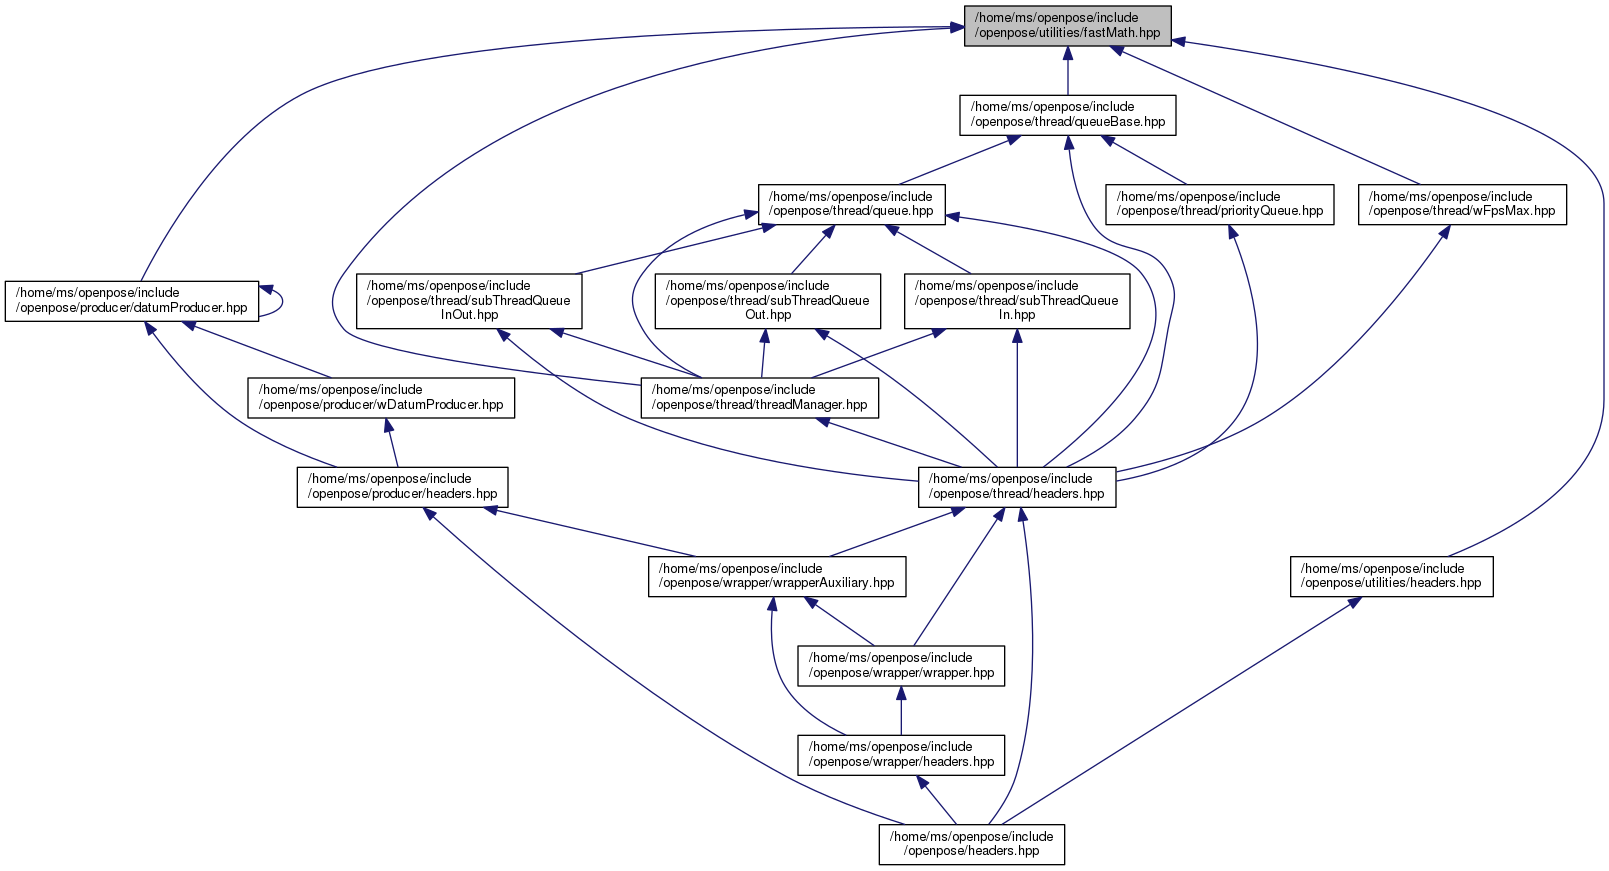 /home/ms/openpose/include
/openpose/utilities/fastMath.hpp
/home/ms/openpose/include
/openpose/thread/queueBase.hpp
/home/ms/openpose/include
/openpose/thread/queue.hpp
/home/ms/openpose/include
/openpose/thread/priorityQueue.hpp
/home/ms/openpose/include
/openpose/thread/wFpsMax.hpp
/home/ms/openpose/include
/openpose/producer/datumProducer.hpp
/home/ms/openpose/include
/openpose/thread/subThreadQueue
InOut.hpp
/home/ms/openpose/include
/openpose/thread/subThreadQueue
Out.hpp
/home/ms/openpose/include
/openpose/thread/subThreadQueue
In.hpp
/home/ms/openpose/include
/openpose/producer/wDatumProducer.hpp
/home/ms/openpose/include
/openpose/thread/threadManager.hpp
/home/ms/openpose/include
/openpose/producer/headers.hpp
/home/ms/openpose/include
/openpose/thread/headers.hpp
/home/ms/openpose/include
/openpose/wrapper/wrapperAuxiliary.hpp
/home/ms/openpose/include
/openpose/utilities/headers.hpp
/home/ms/openpose/include
/openpose/wrapper/wrapper.hpp
/home/ms/openpose/include
/openpose/wrapper/headers.hpp
/home/ms/openpose/include
/openpose/headers.hpp